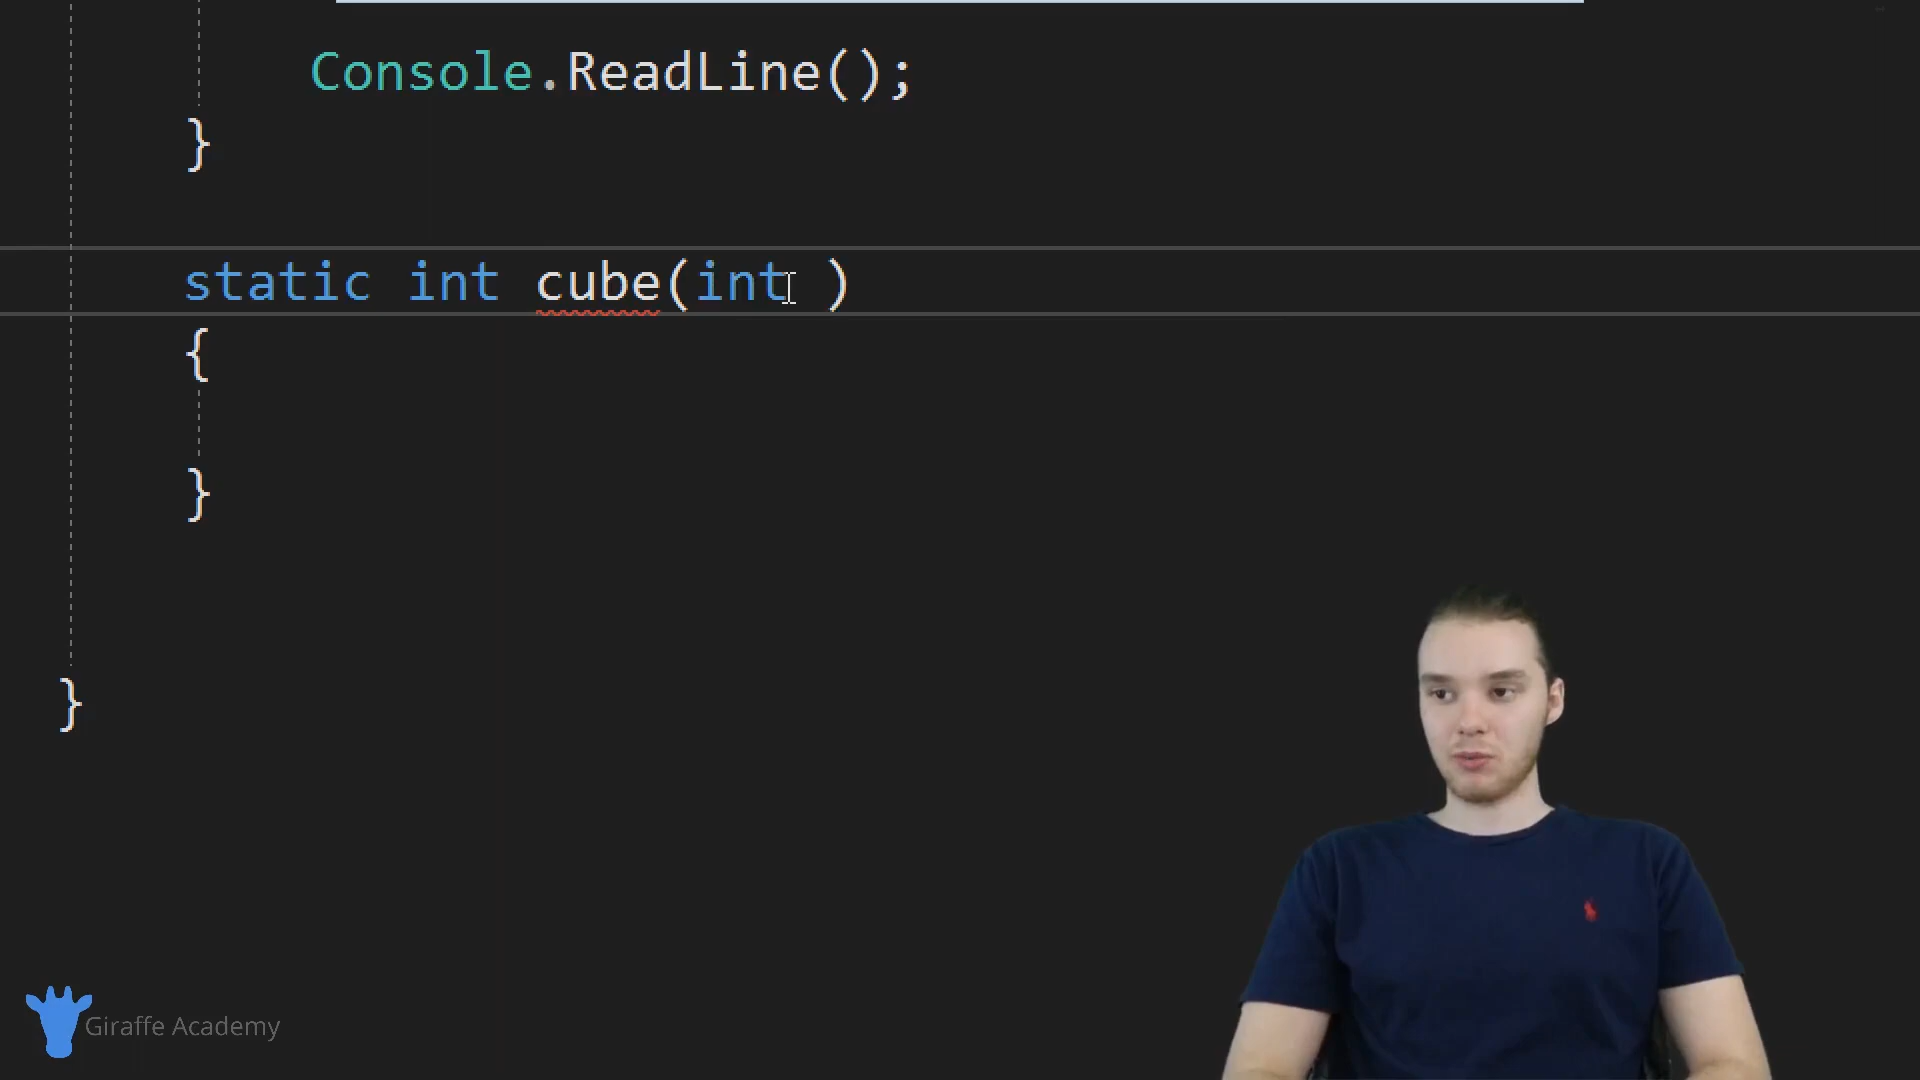 Console.ReadLine();
}
static int cube(int )
{
}
}
Giraffe Academy